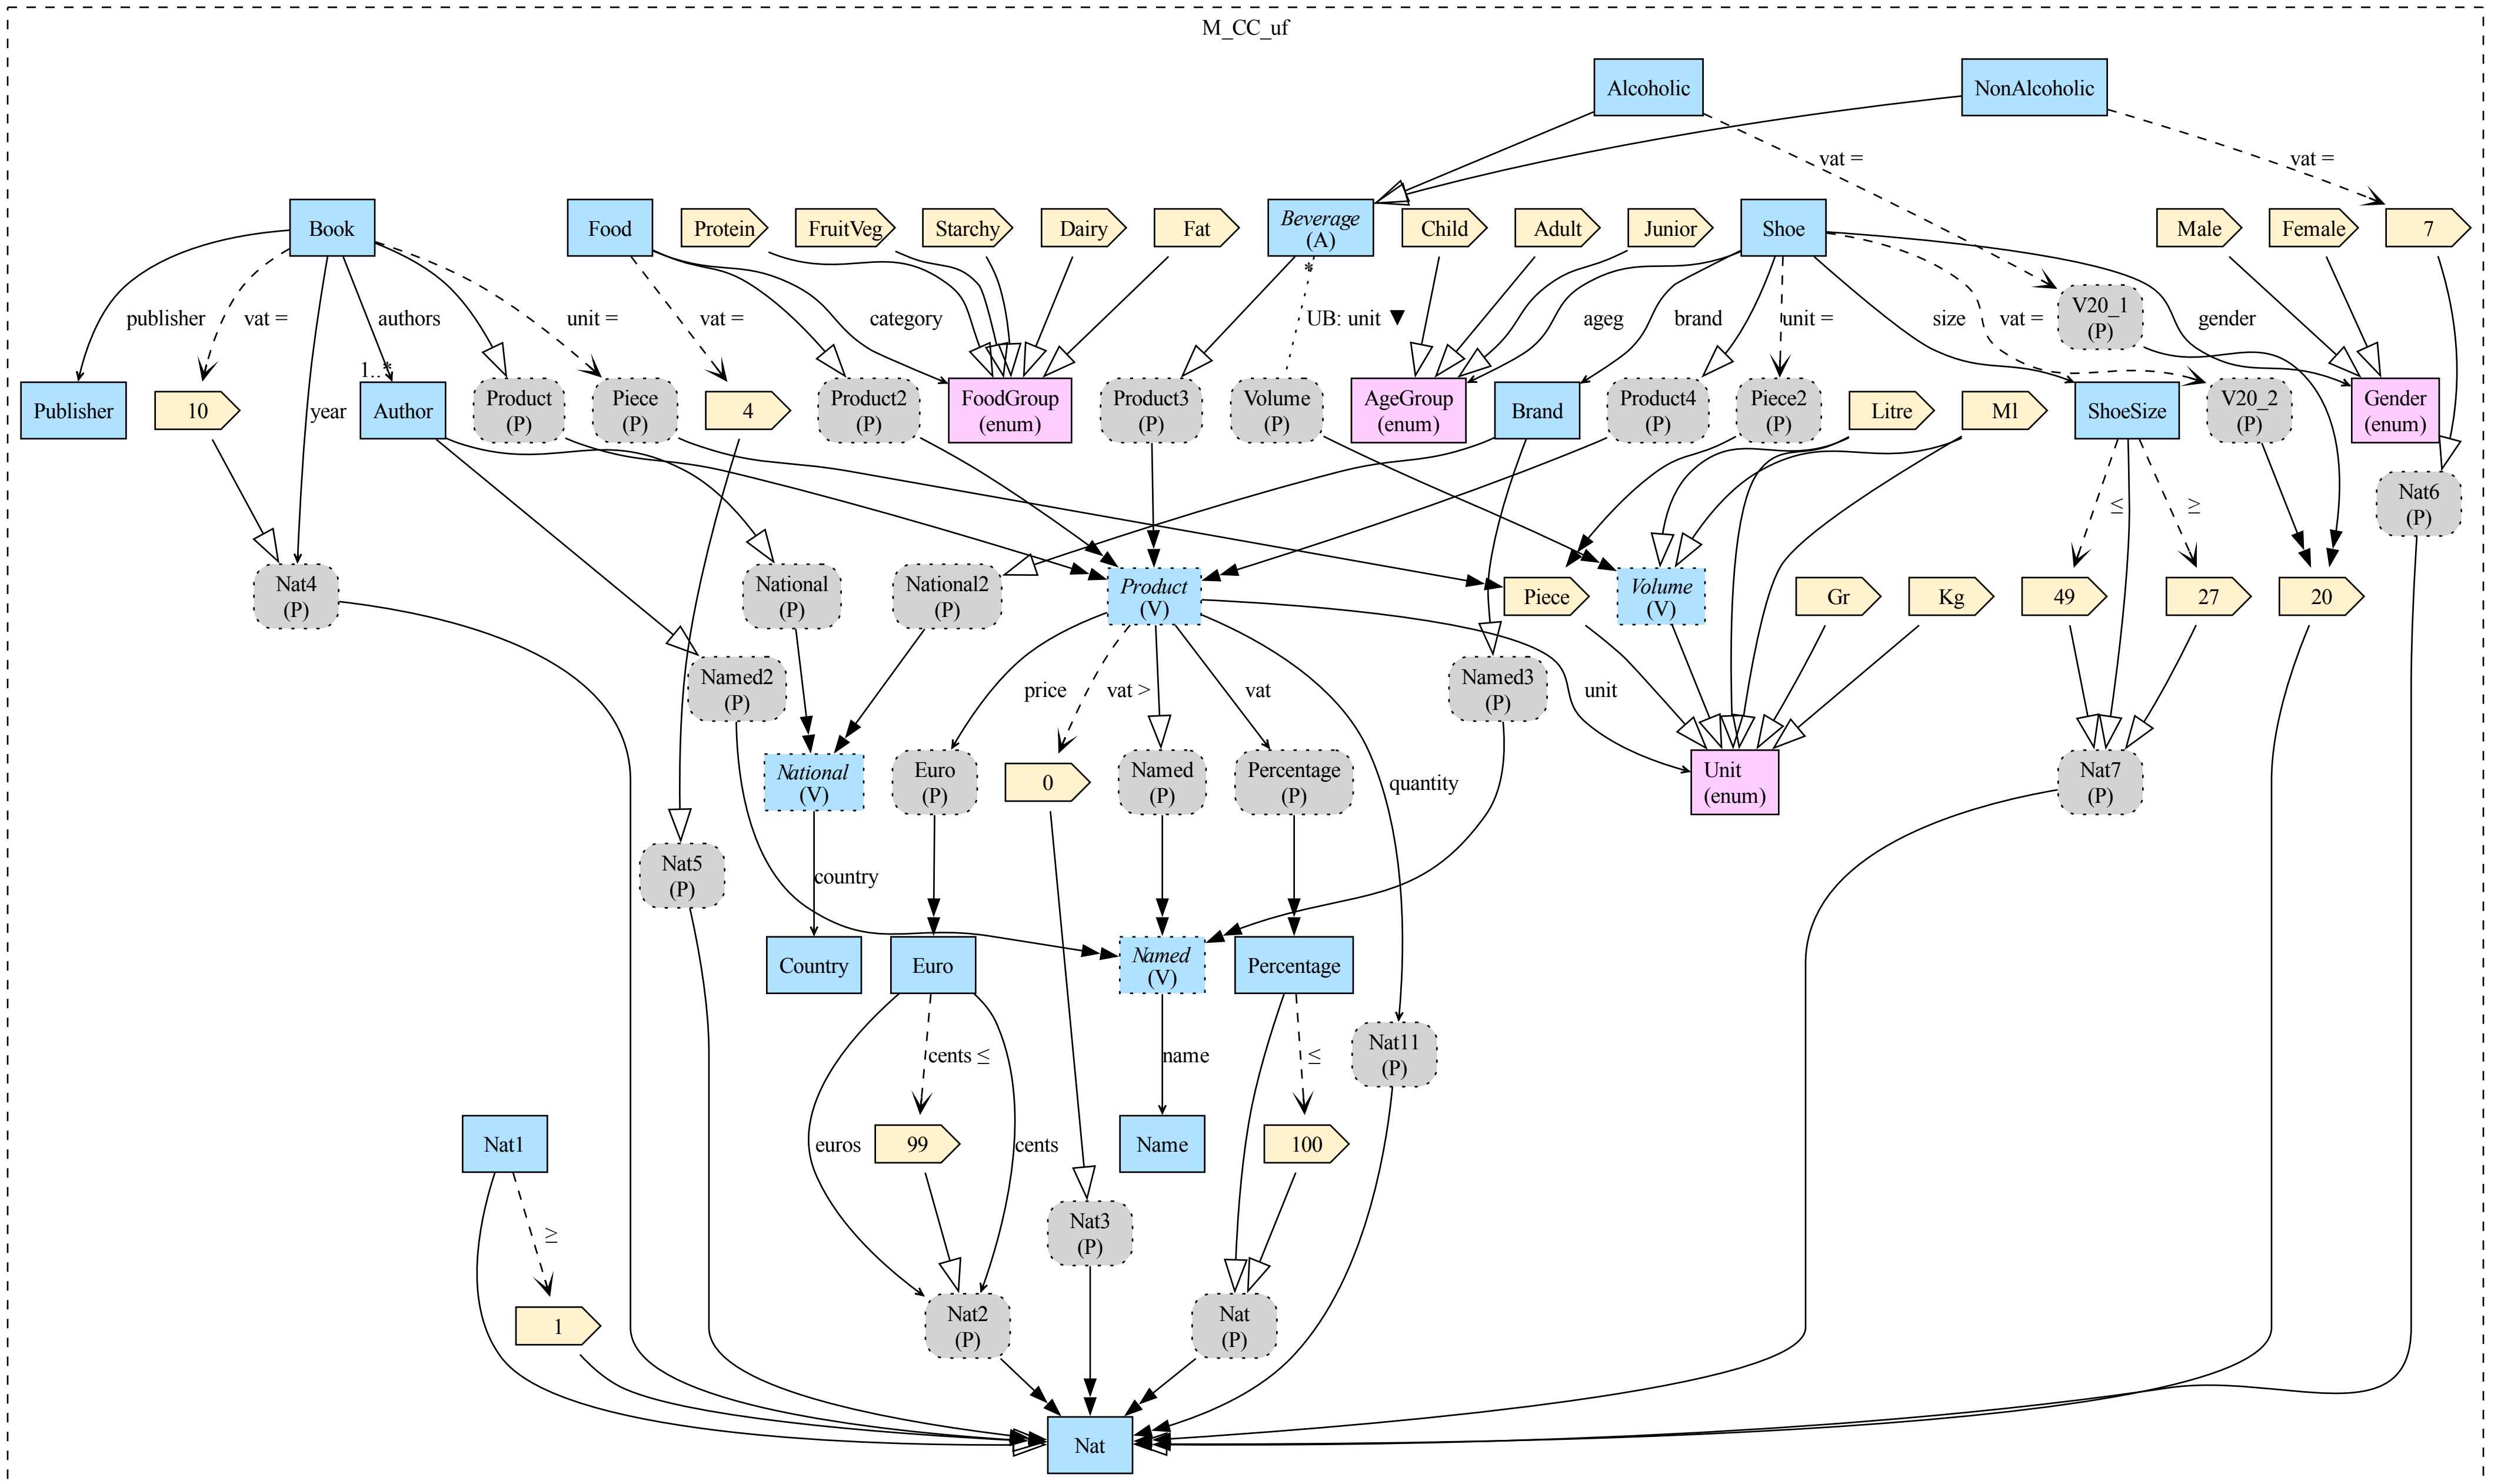 M_CC_uf
Alcoholic
NonAlcoholic
vat =
vat =
Book
Food
Protein
FruitVeg
Starchy
Dairy
Fat
Beverage
(A)
Child
Adult
Junior
Shoe
Male
Female
7
*
publisher
vat =
authors
unit =
vat =
category
UB: unit ▼
ageg
brand
unit =
size
vat =
V20_1
(P)
gender
1..*
Publisher
10
year
Author
Product
(P)
Piece
(P)
4
Product2
(P)
FoodGroup
(enum)
Product3
(P)
Volume
(P)
AgeGroup
(enum)
Brand
Product4
(P)
Piece2
(P)
Litre
Ml
ShoeSize
V20_2
(P)
Gender
(enum)
≤
≥
Nat6
(P)
Nat4
(P)
National
(P)
National2
(P)
Product
(V)
Piece
Volume
(V)
Gr
Kg
49
27
20
Named2
(P)
price
vat >
vat
Named3
(P)
unit
National
(V)
Euro
(P)
0
Named
(P)
Percentage
(P)
quantity
Unit
(enum)
Nat7
(P)
Nat5
(P)
country
Country
Euro
Named
(V)
Percentage
cents ≤
name
≤
Nat11
(P)
Nat1
euros
99
cents
Name
100
≥
Nat3
(P)
1
Nat2
(P)
Nat
(P)
Nat